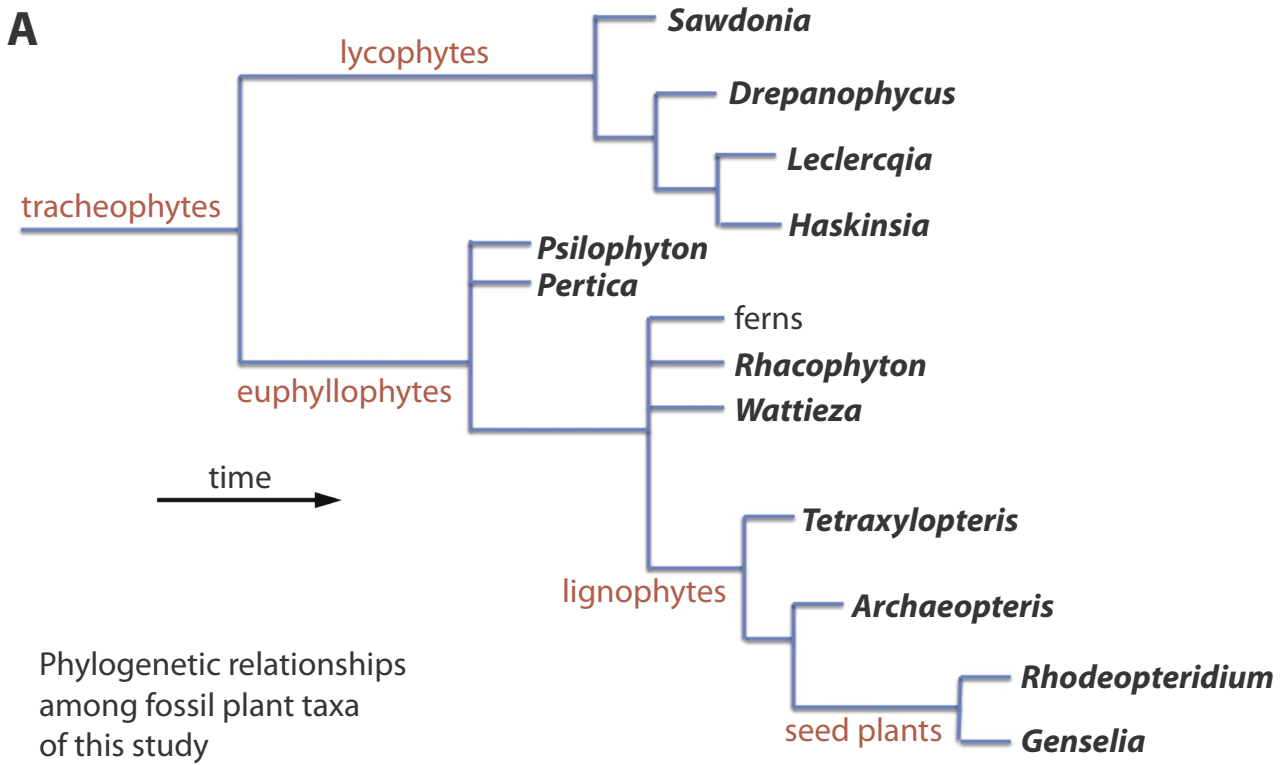 A
Sawdonia
lycophytes
Drepanophycus
Leclercqia
tracheophytes
Haskinsia
Psilophyton
Pertica
ferns
Rhacophyton
euphyllophytes
Wattieza
time
Tetraxylopteris
lignophytes
Archaeopteris
Phylogenetic relationships
among fossil plant taxa
of this study
Rhodeopteridium
seed plants
Genselia